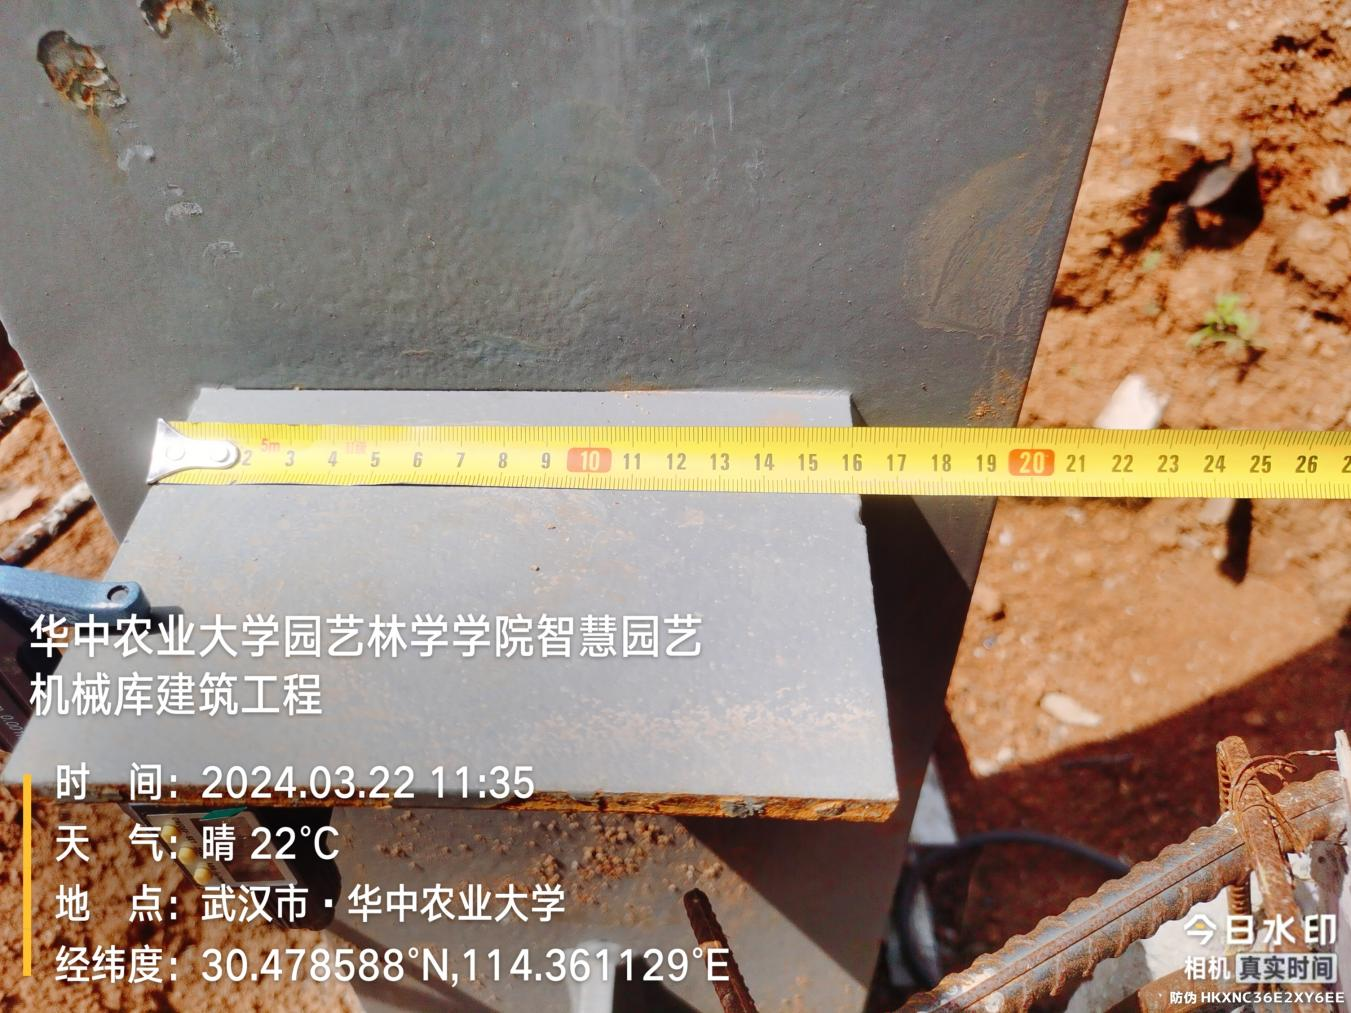 5m
2 3 4 5 6 7 8 9 10 11 12 13 14 15 16 17 18 19 20 21 22 23 24 25 26
华中农业大学园艺林学学院智慧园艺
机械库建筑工程
时 间：2024.03.22 11:35
天 气：晴 22°C
地 点：武汉市·华中农业大学
经纬度：30.478588°N,114.361129°E
今日水印
相机 真实时间
防伪 HKXNC36E2XY6EE